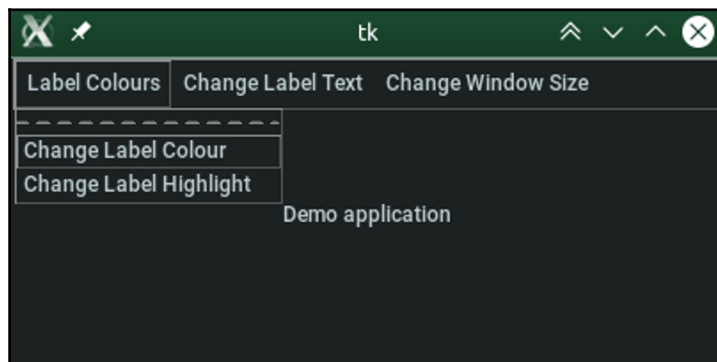 tk
Label Colours Change Label Text Change Window Size
Change Label Colour
Change Label Highlight
Demo application